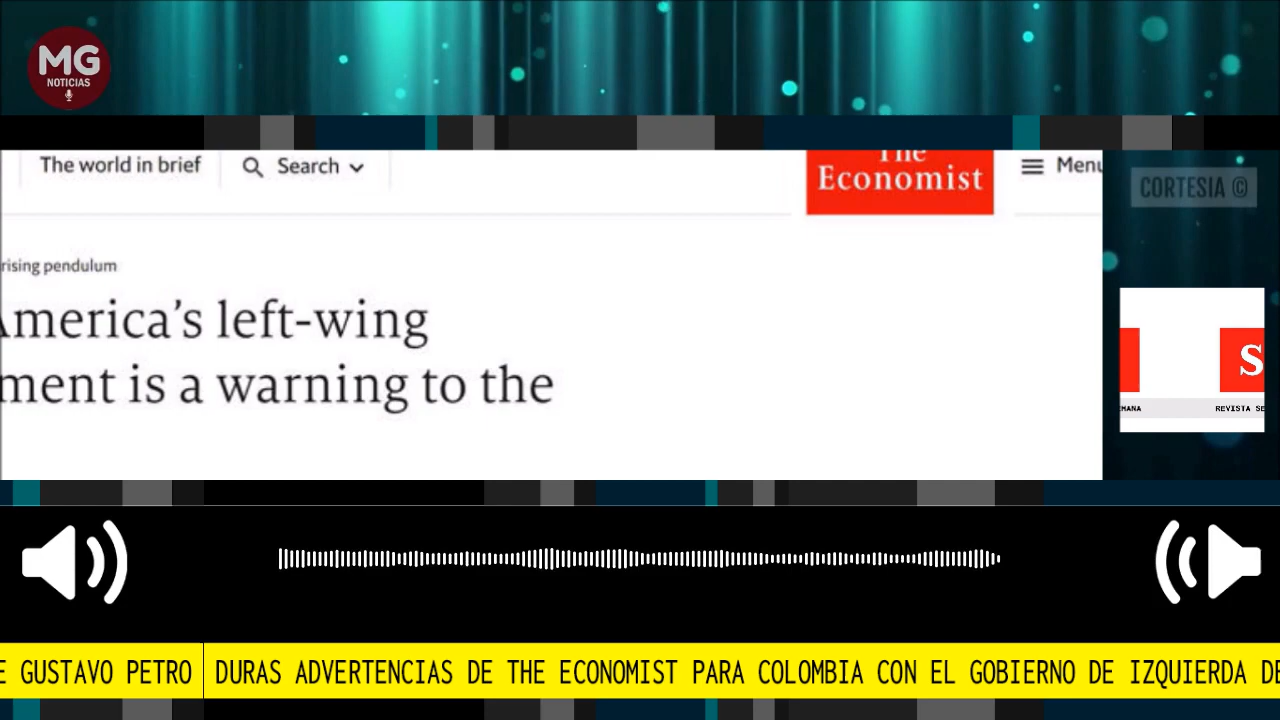 MG
NOTICIAS
The world in brief
Search
The
Economist
Menu
CORTESIA ©
rising pendulum
America's left-wing
ment is a warning to the
S
MANA
REVISTA SE
E GUSTAVO PETRO
DURAS ADVERTENCIAS DE THE ECONOMIST PARA COLOMBIA CON EL GOBIERNO DE IZQUIERDA DE